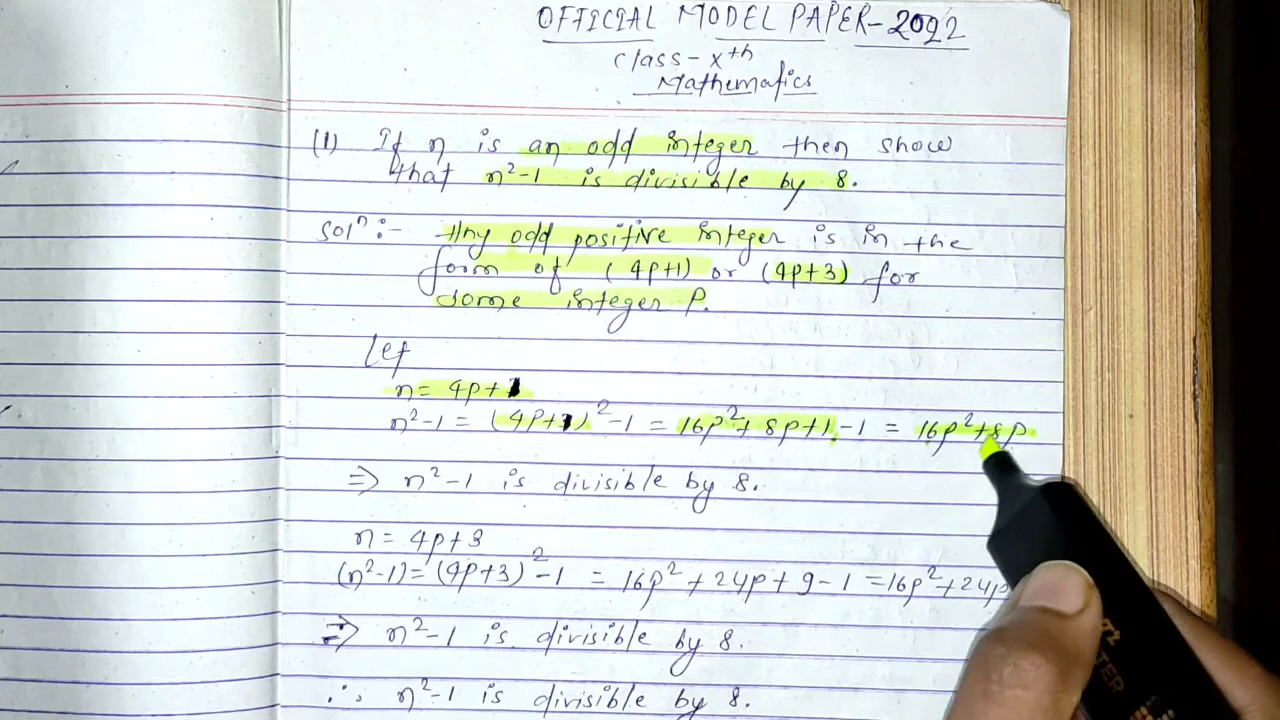 OFFICIAL MODEL PAPER-2022
Class-Xth
Mathematics
(1) If n is an odd integer then show
that n²-1 is divisible by 8.
Solⁿ:- Any odd positive integer is in the
form of (4p+1) or (4p+3) for
some integer p.
Let
n = 4p+1
n²-1 = (4p+1)²-1 = 16p²+8p+1-1 = 16p²+8p
⇒ n²-1 is divisible by 8.
n = 4p+3
(n²-1)=(4p+3)²-1 = 16p²+24p+9-1 =16p²+24p
⇒ n²-1 is divisible by 8.
∴ n²-1 is divisible by 8.